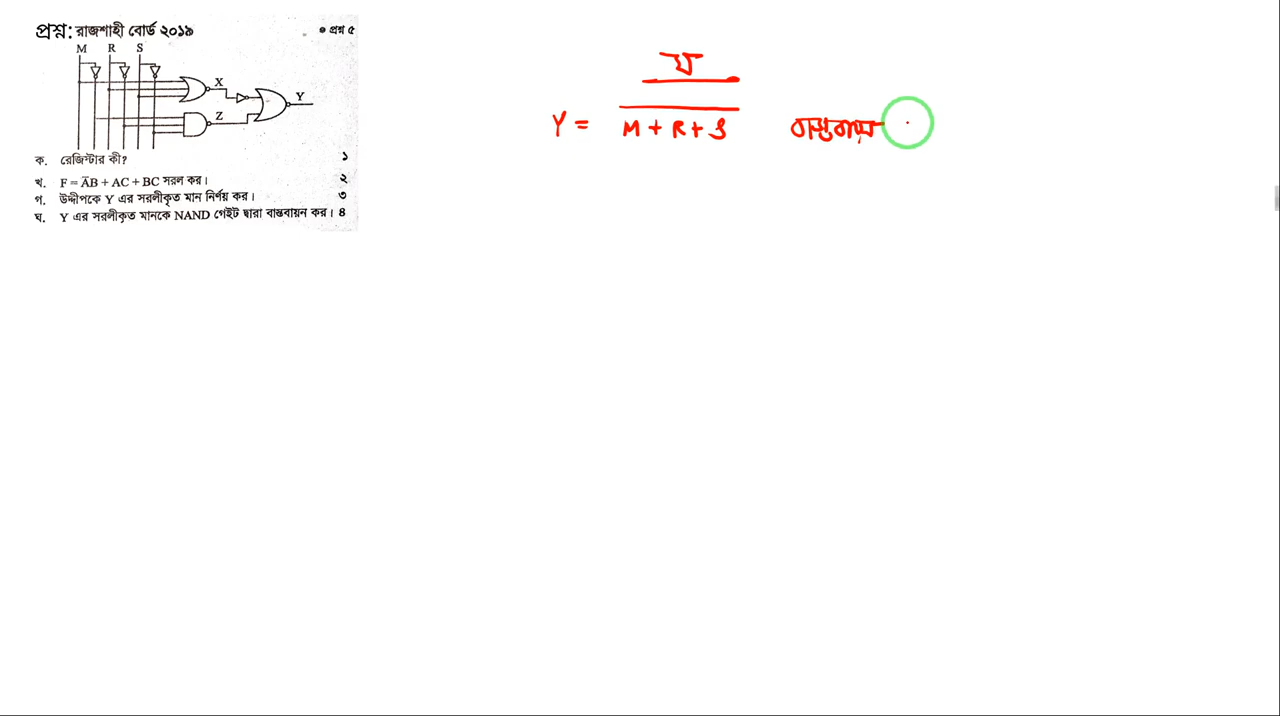 প্রশ্ন: রাজশাহী বোর্ড ২০১৯
● প্রশ্ন ৫
M R S
X
Y
Z
ক. রেজিস্টার কী? ১
খ. F = A̅B + AC + BC সরল কর। ২
গ. উদ্দীপকে Y এর সরলীকৃত মান নির্ণয় কর। ৩
ঘ. Y এর সরলীকৃত মানকে NAND গেইট দ্বারা বাস্তবায়ন কর। ৪
ঘ
Y = M + R + S বাস্তবায়ন